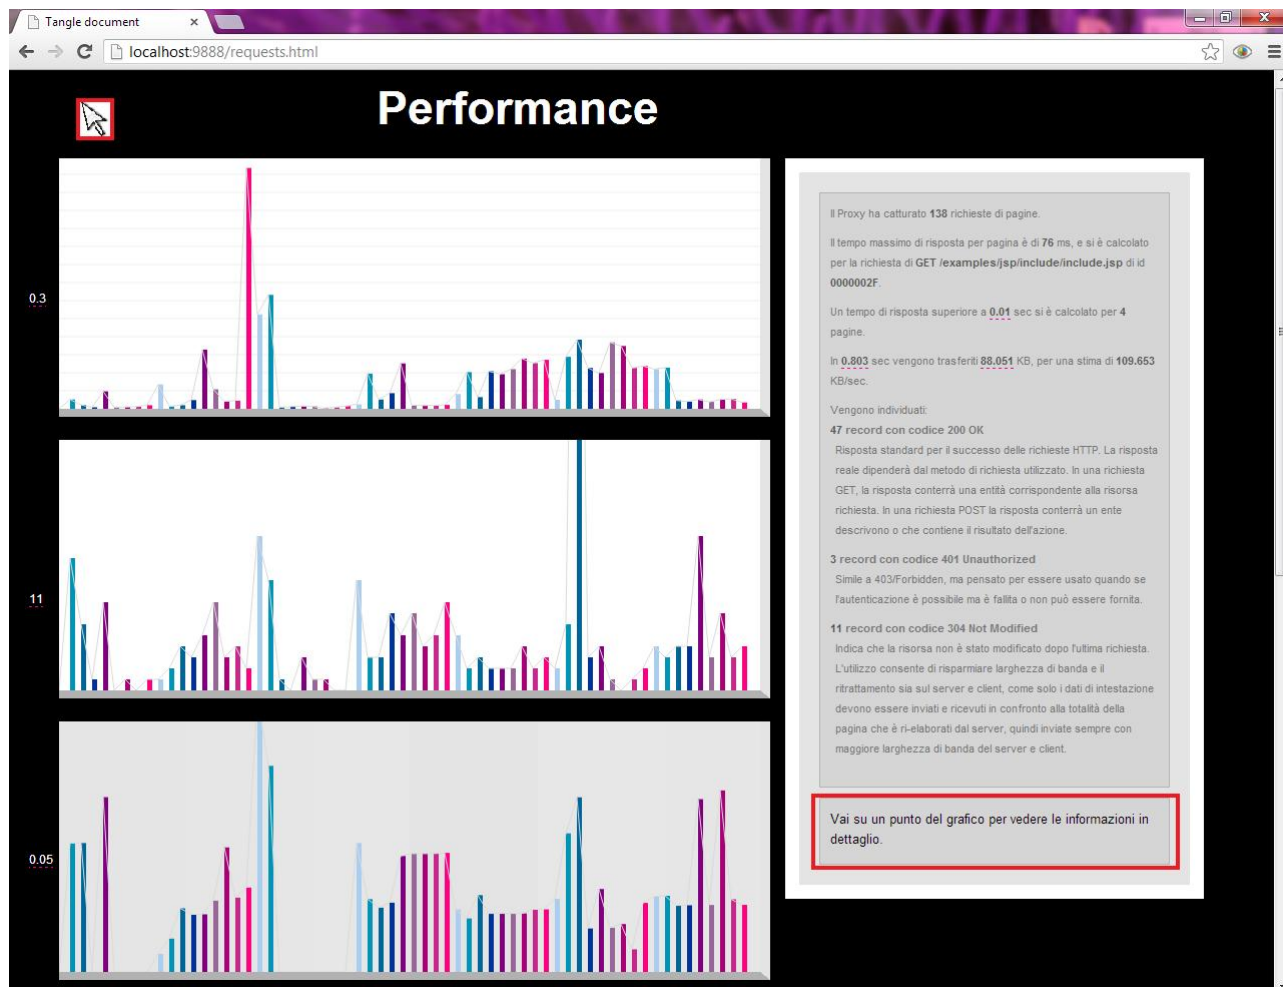 Tangle document
localhost:9888/requests.html
Performance
0.3
11
0.05
Il Proxy ha catturato 138 richieste di pagine.
Il tempo massimo di risposta per pagina è di 76 ms, e si è calcolato
per la richiesta di GET /examples/jsp/include/include.jsp di id
0000002F.
Un tempo di risposta superiore a 0.01 sec si è calcolato per 4
pagine.
In 0.803 sec vengono trasferiti 88.051 KB, per una stima di 109.653
KB/sec.
Vengono individuati:
47 record con codice 200 OK
Risposta standard per il successo delle richieste HTTP. La risposta
reale dipenderà dal metodo di richiesta utilizzato. In una richiesta
GET, la risposta conterrà una entità corrispondente alla risorsa
richiesta. In una richiesta POST la risposta conterrà un ente
descrivono o che contiene il risultato dell'azione.
3 record con codice 401 Unauthorized
Simile a 403/Forbidden, ma pensato per essere usato quando se
l'autenticazione è possibile ma è fallita o non può essere fornita.
11 record con codice 304 Not Modified
Indica che la risorsa non è stato modificato dopo l'ultima richiesta.
L'utilizzo consente di risparmiare larghezza di banda e il
ritrattamento sia sul server e client, come solo i dati di intestazione
devono essere inviati e ricevuti in confronto alla totalità della
pagina che è ri-elaborati dal server, quindi inviate sempre con
maggiore larghezza di banda del server e client.
Vai su un punto del grafico per vedere le informazioni in
dettaglio.